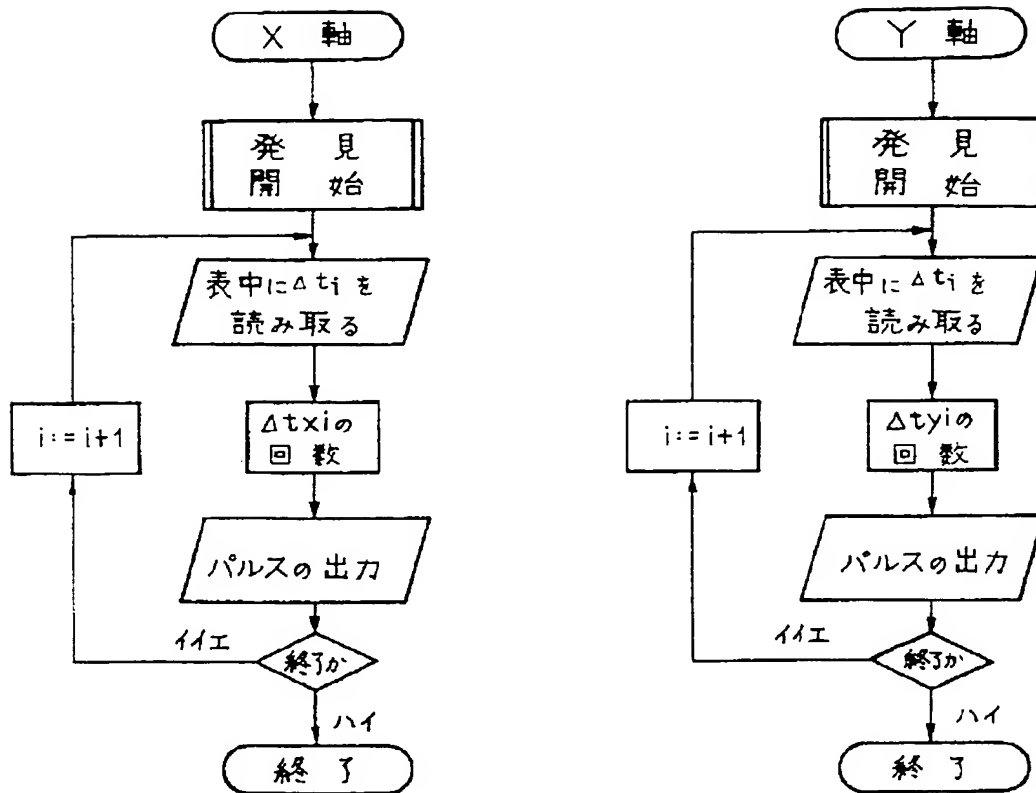 X 軸
発 見
開 始
表中にΔtiを
読み取る
Δtxiの
回 数
i:=i+1
パルスの出力
イイエ
終了か
ハイ
終 了
Y 軸
発 見
開 始
表中にΔtiを
読み取る
Δtyiの
回 数
i:=i+1
パルスの出力
イイエ
終了か
ハイ
終 了